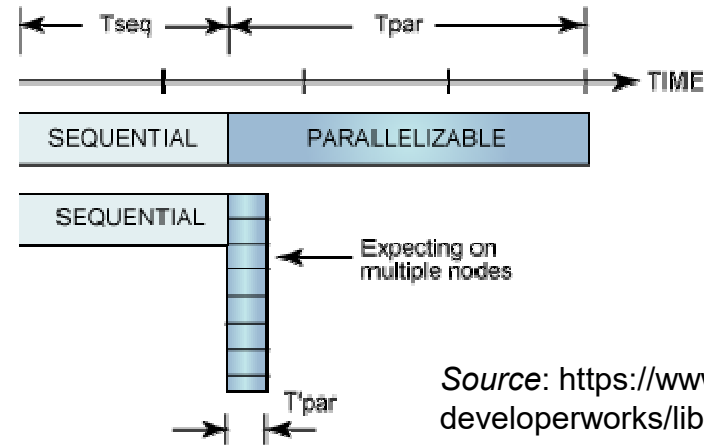 Tseq Tpar
TIME
SEQUENTIAL PARALLELIZABLE
SEQUENTIAL
Expecting on
multiple nodes
T'par
Source: https://www
developerworks/lib